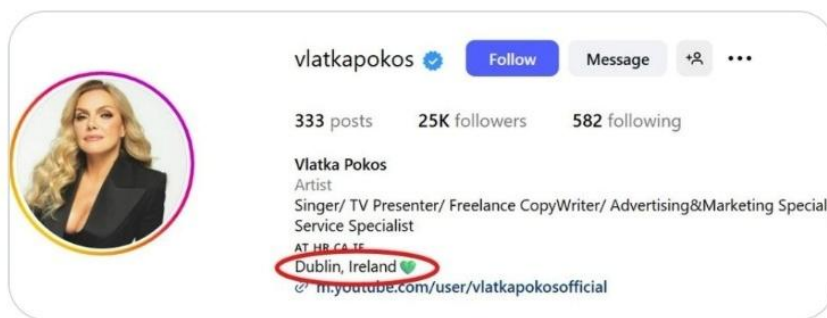 vlatkapokos Follow Message
333 posts 25K followers 582 following
Vlatka Pokos
Artist
Singer/ TV Presenter/ Freelance CopyWriter/ Advertising&Marketing Special
Service Specialist
AT HR CA IE
Dublin, Ireland 💚
m.youtube.com/user/vlatkapokosofficial